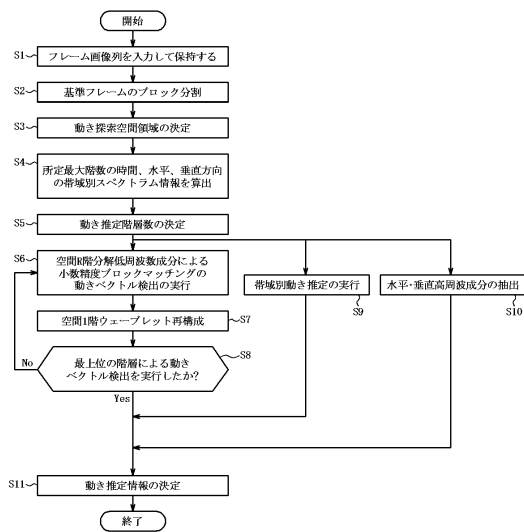 開始
S1
フレーム画像列を入力して保持する
S2
基準フレームのブロック分割
S3
動き探索空間領域の決定
S4
所定最大階数の時間、水平、垂直方向
の帯域別スペクトラム情報を算出
S5
動き推定階層数の決定
S6
空間R階分解低周波数成分による
小数精度ブロックマッチングの
動きベクトル検出の実行
帯域別動き推定の実行
S9
水平・垂直高周波成分の抽出
S10
空間1階ウェーブレット再構成
S7
No
最上位の階層による動き
ベクトル検出を実行したか?
S8
Yes
S11
動き推定情報の決定
終了